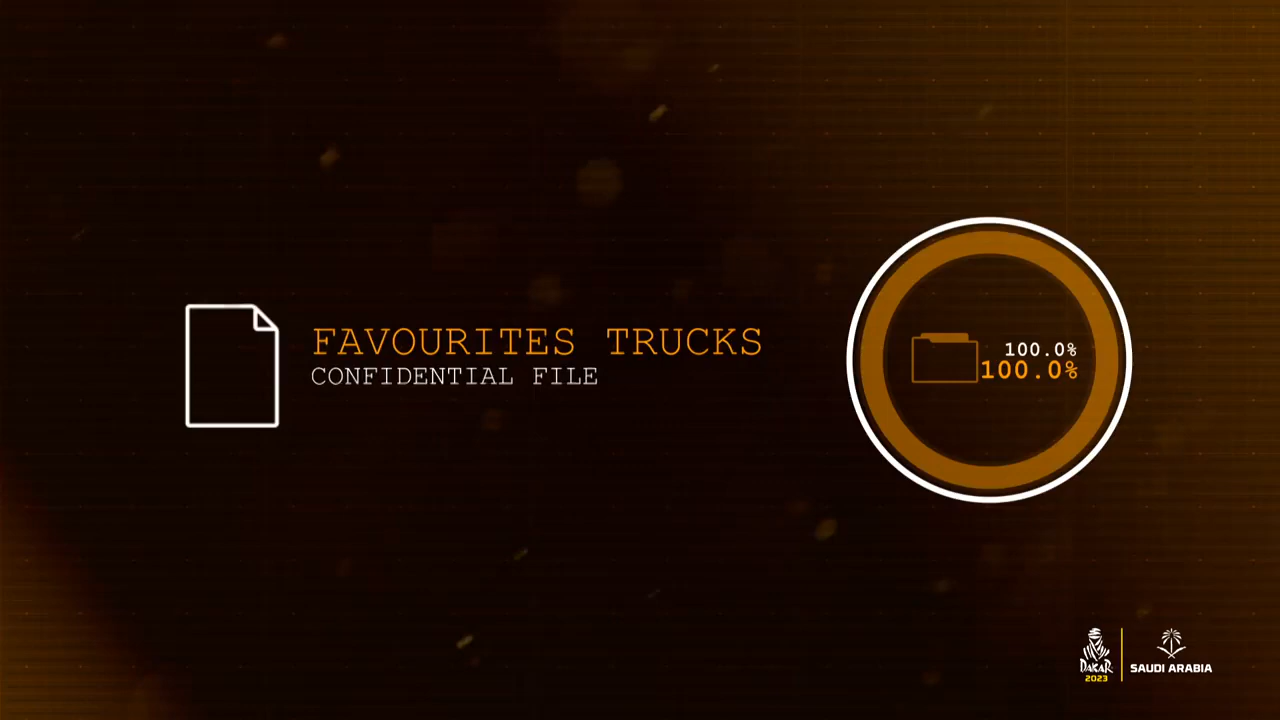 FAVOURITES TRUCKS
CONFIDENTIAL FILE
100.0%
100.0%
DAKAR
2023
SAUDI ARABIA